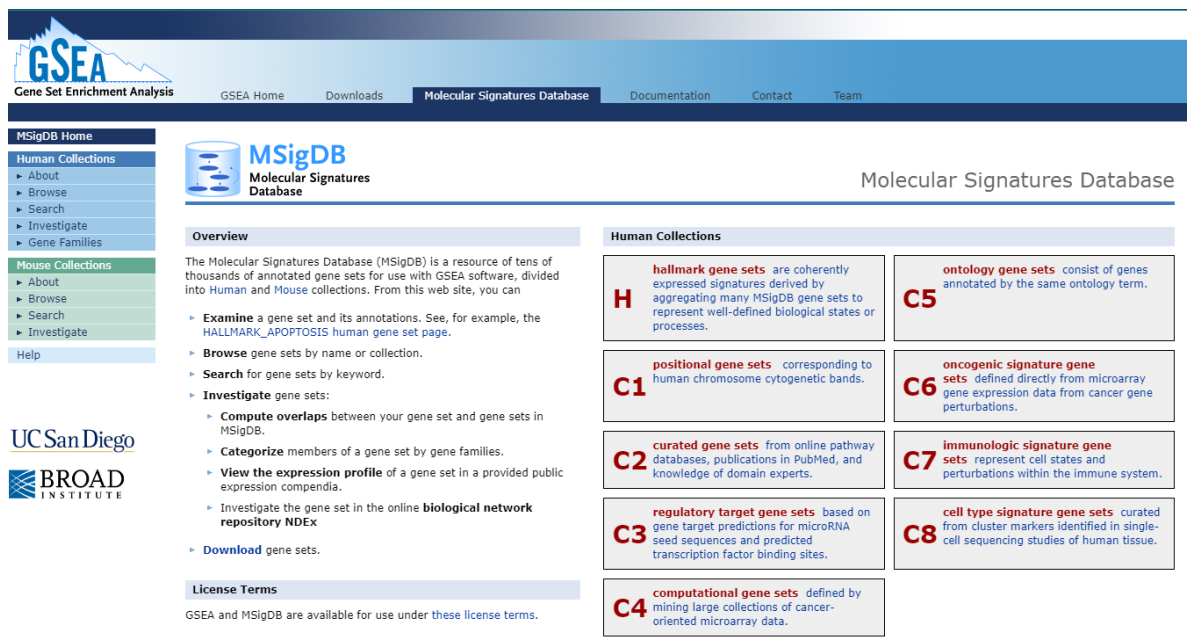 GSEA
Gene Set Enrichment Analysis
GSEA Home
Downloads
Molecular Signatures Database
Documentation
Contact
Team
MSigDB Home
Human Collections
► About
► Browse
► Search
► Investigate
► Gene Families
Mouse Collections
► About
► Browse
► Search
► Investigate
Help
UC San Diego
BROAD
INSTITUTE
MSigDB
Molecular Signatures
Database
Molecular Signatures Database
Overview
The Molecular Signatures Database (MSigDB) is a resource of tens of
thousands of annotated gene sets for use with GSEA software, divided
into Human and Mouse collections. From this web site, you can
► Examine a gene set and its annotations. See, for example, the
HALLMARK_APOPTOSIS human gene set page.
► Browse gene sets by name or collection.
► Search for gene sets by keyword.
► Investigate gene sets:
► Compute overlaps between your gene set and gene sets in
MSigDB.
► Categorize members of a gene set by gene families.
► View the expression profile of a gene set in a provided public
expression compendia.
► Investigate the gene set in the online biological network
repository NDEx
► Download gene sets.
License Terms
GSEA and MSigDB are available for use under these license terms.
Human Collections
H
hallmark gene sets are coherently
expressed signatures derived by
aggregating many MSigDB gene sets to
represent well-defined biological states or
processes.
C1
positional gene sets corresponding to
human chromosome cytogenetic bands.
C2
curated gene sets from online pathway
databases, publications in PubMed, and
knowledge of domain experts.
C3
regulatory target gene sets based on
gene target predictions for microRNA
seed sequences and predicted
transcription factor binding sites.
C4
computational gene sets defined by
mining large collections of cancer-
oriented microarray data.
C5
ontology gene sets consist of genes
annotated by the same ontology term.
C6
oncogenic signature gene
sets defined directly from microarray
gene expression data from cancer gene
perturbations.
C7
immunologic signature gene
sets represent cell states and
perturbations within the immune system.
C8
cell type signature gene sets curated
from cluster markers identified in single-
cell sequencing studies of human tissue.